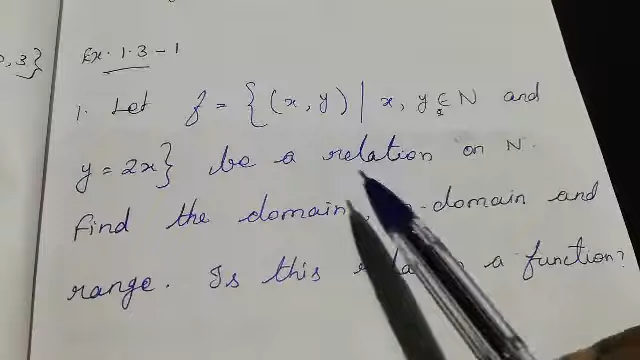 , 3}
Ex. 1.3 - 1
1. Let f = {(x, y) | x, y ∈ N and
y = 2x} be a relation on N.
Find the domain, -domain and
range. Is this a function?